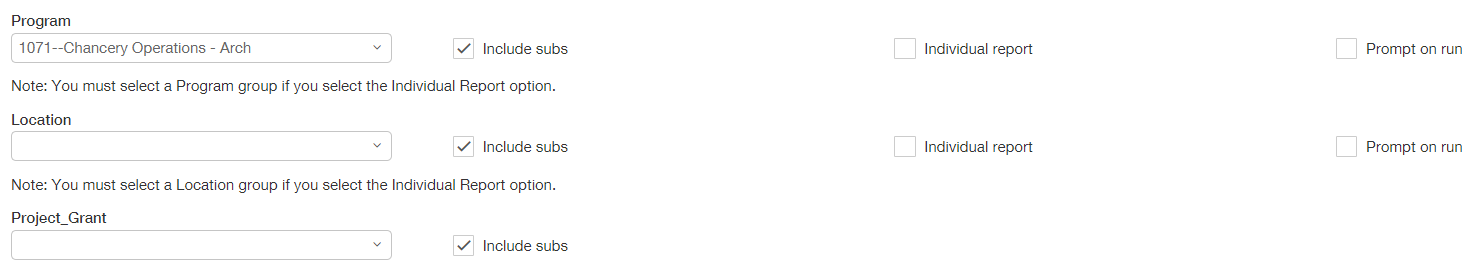 Program
1071--Chancery Operations - Arch Include subs Individual report Prompt on run
Note: You must select a Program group if you select the Individual Report option.
Location
Include subs Individual report Prompt on run
Note: You must select a Location group if you select the Individual Report option.
Project_Grant
Include subs